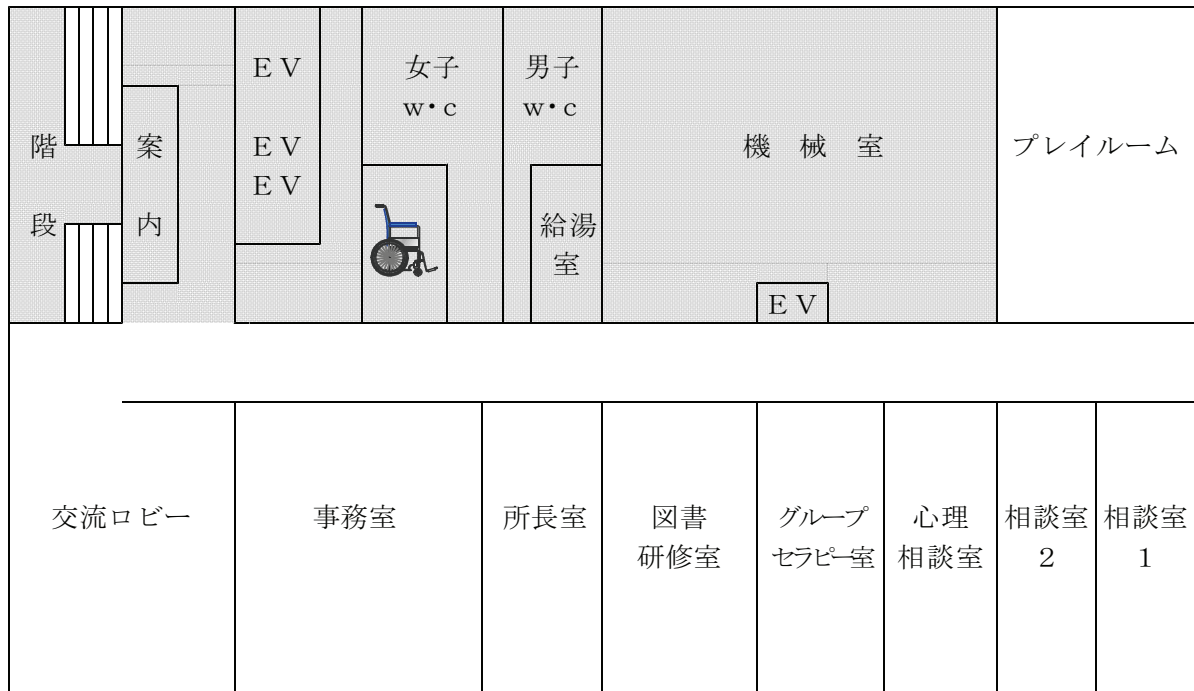 階
段
案
内
ＥＶ
ＥＶ
ＥＶ
女子
ｗ・ｃ
男子
ｗ・ｃ
給湯
室
機　械　室
ＥＶ
プレイルーム
交流ロビー
事務室
所長室
図書
研修室
グループ
セラピー室
心理
相談室
相談室
２
相談室
１